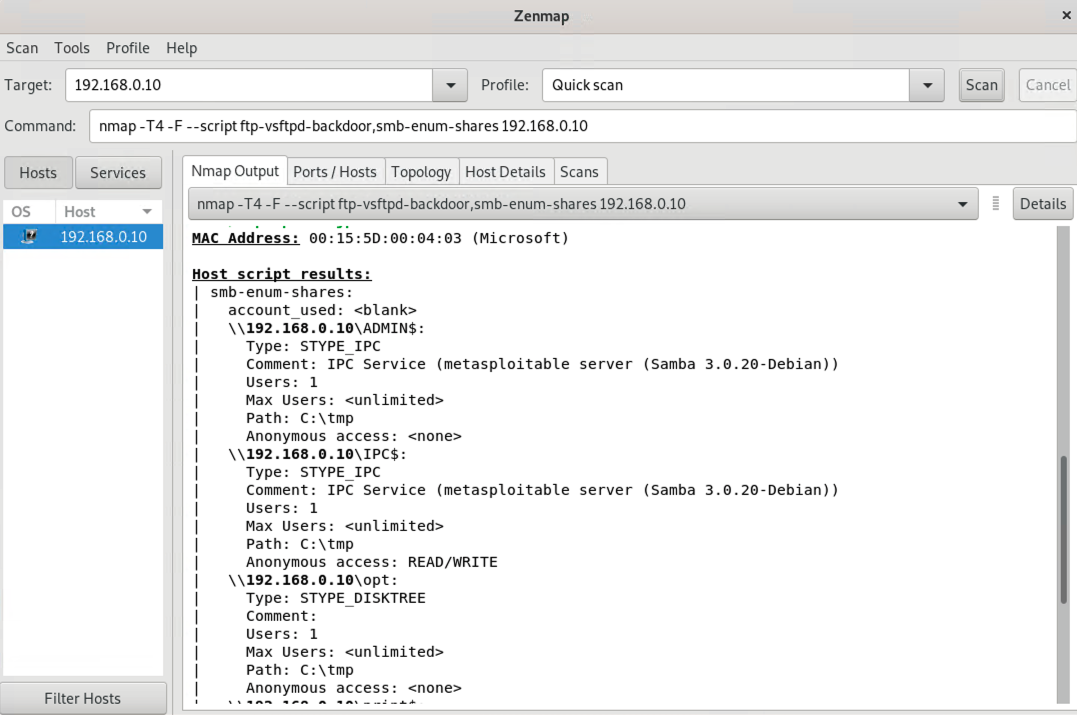 Zenmap
Scan Tools Profile Help
Target: 192.168.0.10 Profile: Quick scan Scan Cancel
Command: nmap -T4 -F --script ftp-vsftpd-backdoor,smb-enum-shares 192.168.0.10
Hosts Services
OS Host
192.168.0.10
Filter Hosts
Nmap Output Ports / Hosts Topology Host Details Scans
nmap -T4 -F --script ftp-vsftpd-backdoor,smb-enum-shares 192.168.0.10 Details
MAC Address: 00:15:5D:00:04:03 (Microsoft)
Host script results:
| smb-enum-shares:
|   account_used: <blank>
|   \\192.168.0.10\ADMIN$:
|     Type: STYPE_IPC
|     Comment: IPC Service (metasploitable server (Samba 3.0.20-Debian))
|     Users: 1
|     Max Users: <unlimited>
|     Path: C:\tmp
|     Anonymous access: <none>
|   \\192.168.0.10\IPC$:
|     Type: STYPE_IPC
|     Comment: IPC Service (metasploitable server (Samba 3.0.20-Debian))
|     Users: 1
|     Max Users: <unlimited>
|     Path: C:\tmp
|     Anonymous access: READ/WRITE
|   \\192.168.0.10\opt:
|     Type: STYPE_DISKTREE
|     Comment:
|     Users: 1
|     Max Users: <unlimited>
|     Path: C:\tmp
|     Anonymous access: <none>
|   \\192.168.0.10\print$: